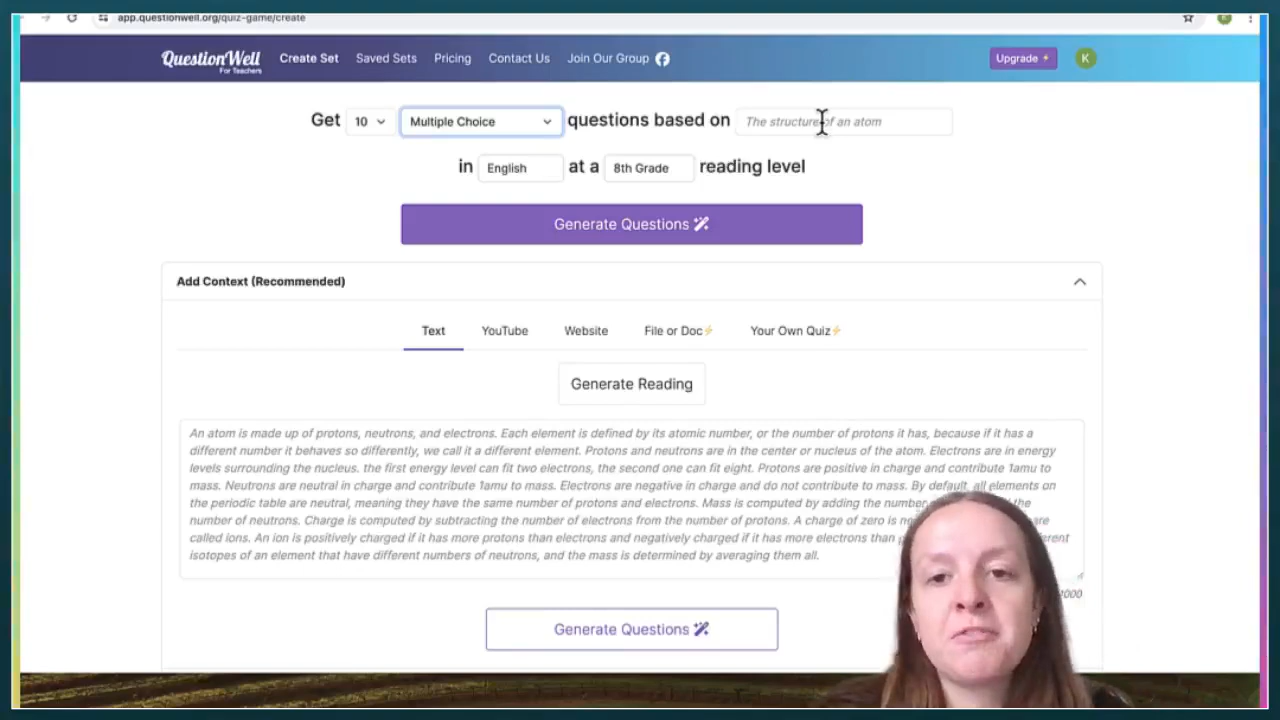 app.questionwell.org/quiz-game/create
QuestionWell
For Teachers
Create Set
Saved Sets
Pricing
Contact Us
Join Our Group
Upgrade
K
Get 10 Multiple Choice questions based on The structure of an atom
in English at a 8th Grade reading level
Generate Questions
Add Context (Recommended)
Text
YouTube
Website
File or Doc
Your Own Quiz
Generate Reading
An atom is made up of protons, neutrons, and electrons. Each element is defined by its atomic number, or the number of protons it has, because if it has a
different number it behaves so differently, we call it a different element. Protons and neutrons are in the center or nucleus of the atom. Electrons are in energy
levels surrounding the nucleus. the first energy level can fit two electrons, the second one can fit eight. Protons are positive in charge and contribute 1amu to
mass. Neutrons are neutral in charge and contribute 1amu to mass. Electrons are negative in charge and do not contribute to mass. By default, all elements on
the periodic table are neutral, meaning they have the same number of protons and electrons. Mass is computed by adding the number the
number of neutrons. Charge is computed by subtracting the number of electrons from the number of protons. A charge of zero is are
called ions. An ion is positively charged if it has more protons than electrons and negatively charged if it has more electrons than
isotopes of an element that have different numbers of neutrons, and the mass is determined by averaging them all.
1000
Generate Questions